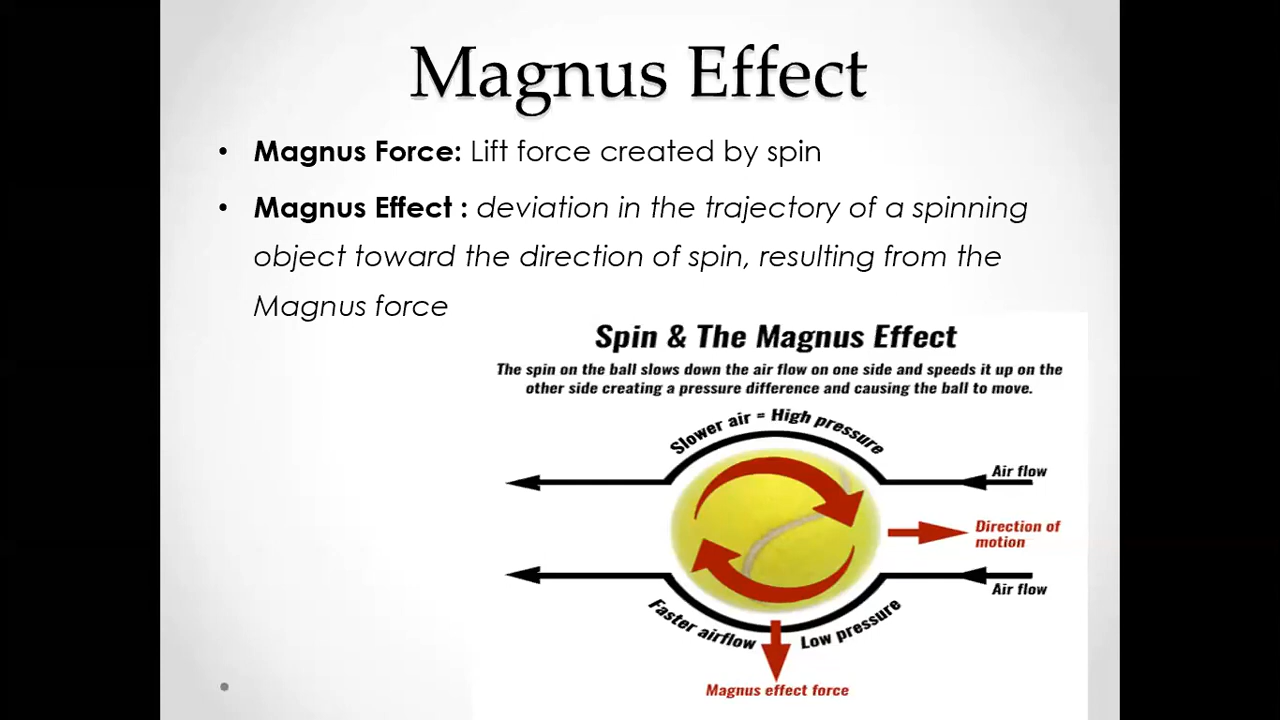 Magnus Effect
• Magnus Force: Lift force created by spin
• Magnus Effect : deviation in the trajectory of a spinning
object toward the direction of spin, resulting from the
Magnus force
Spin & The Magnus Effect
The spin on the ball slows down the air flow on one side and speeds it up on the
other side creating a pressure difference and causing the ball to move.
Slower air = High pressure
Air flow
Direction of
motion
Air flow
Faster airflow
Low pressure
Magnus effect force